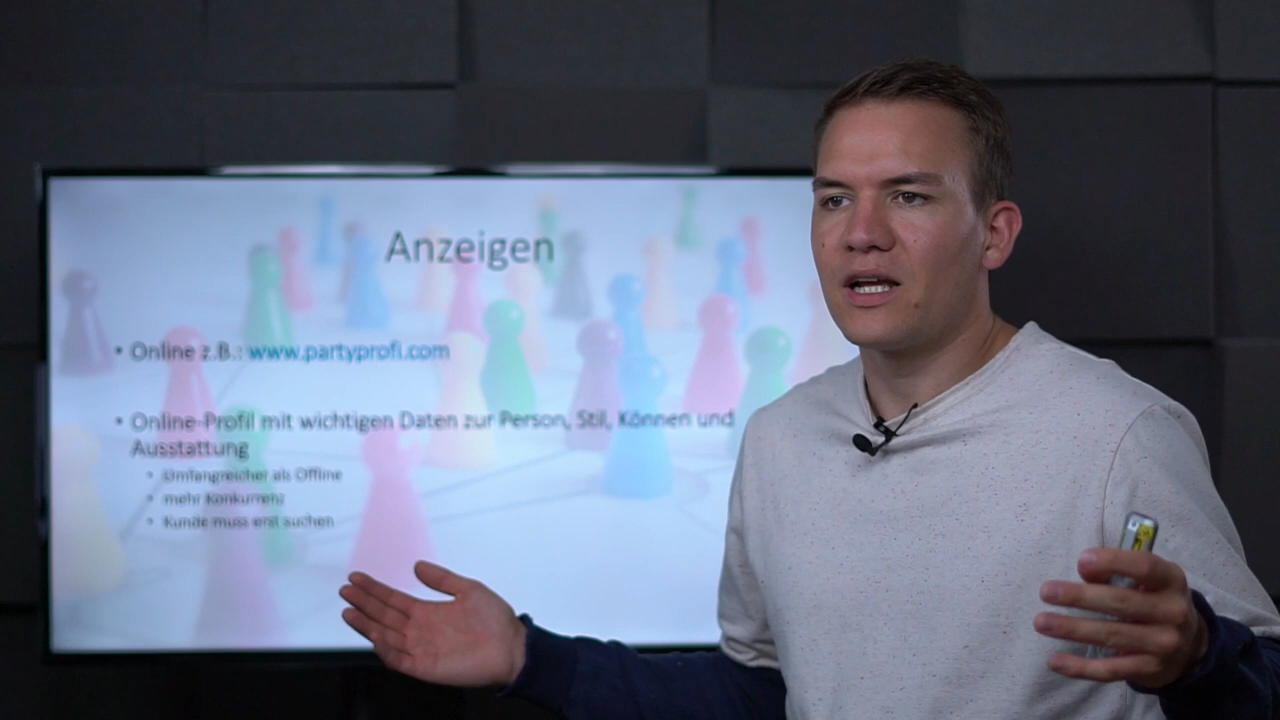 Anzeigen
• Online z.B.: www.partyprofi.com
• Online-Profil mit wichtigen Daten zur Person, Stil, Können und
Ausstattung
• Umfangreicher als Offline
• mehr Konkurrenz
• Kunde muss erst suchen